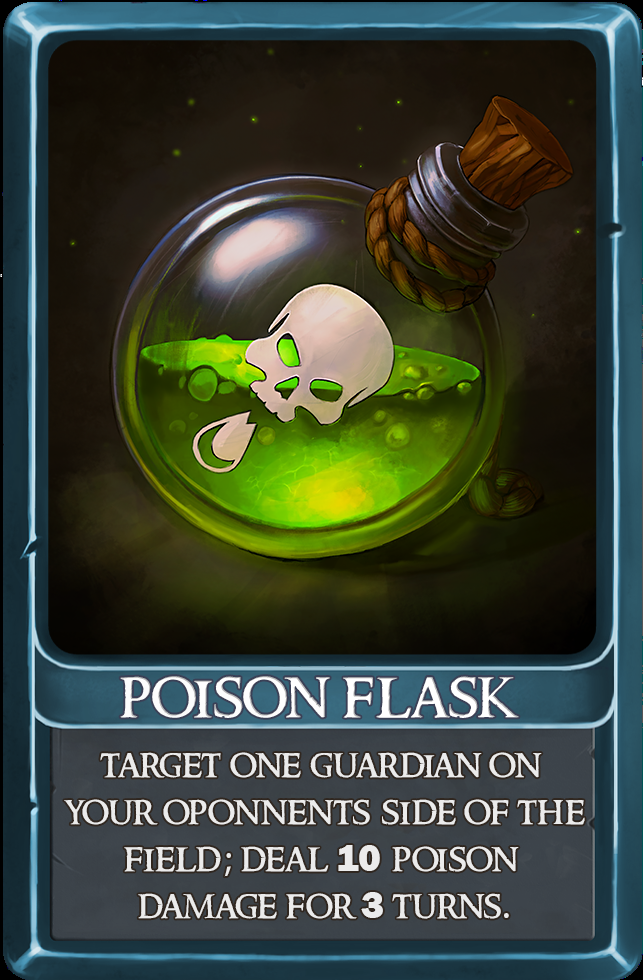 POISON FLASK
TARGET ONE GUARDIAN ON
YOUR OPONNENTS SIDE OF THE
FIELD; DEAL 10 POISON
DAMAGE FOR 3 TURNS.